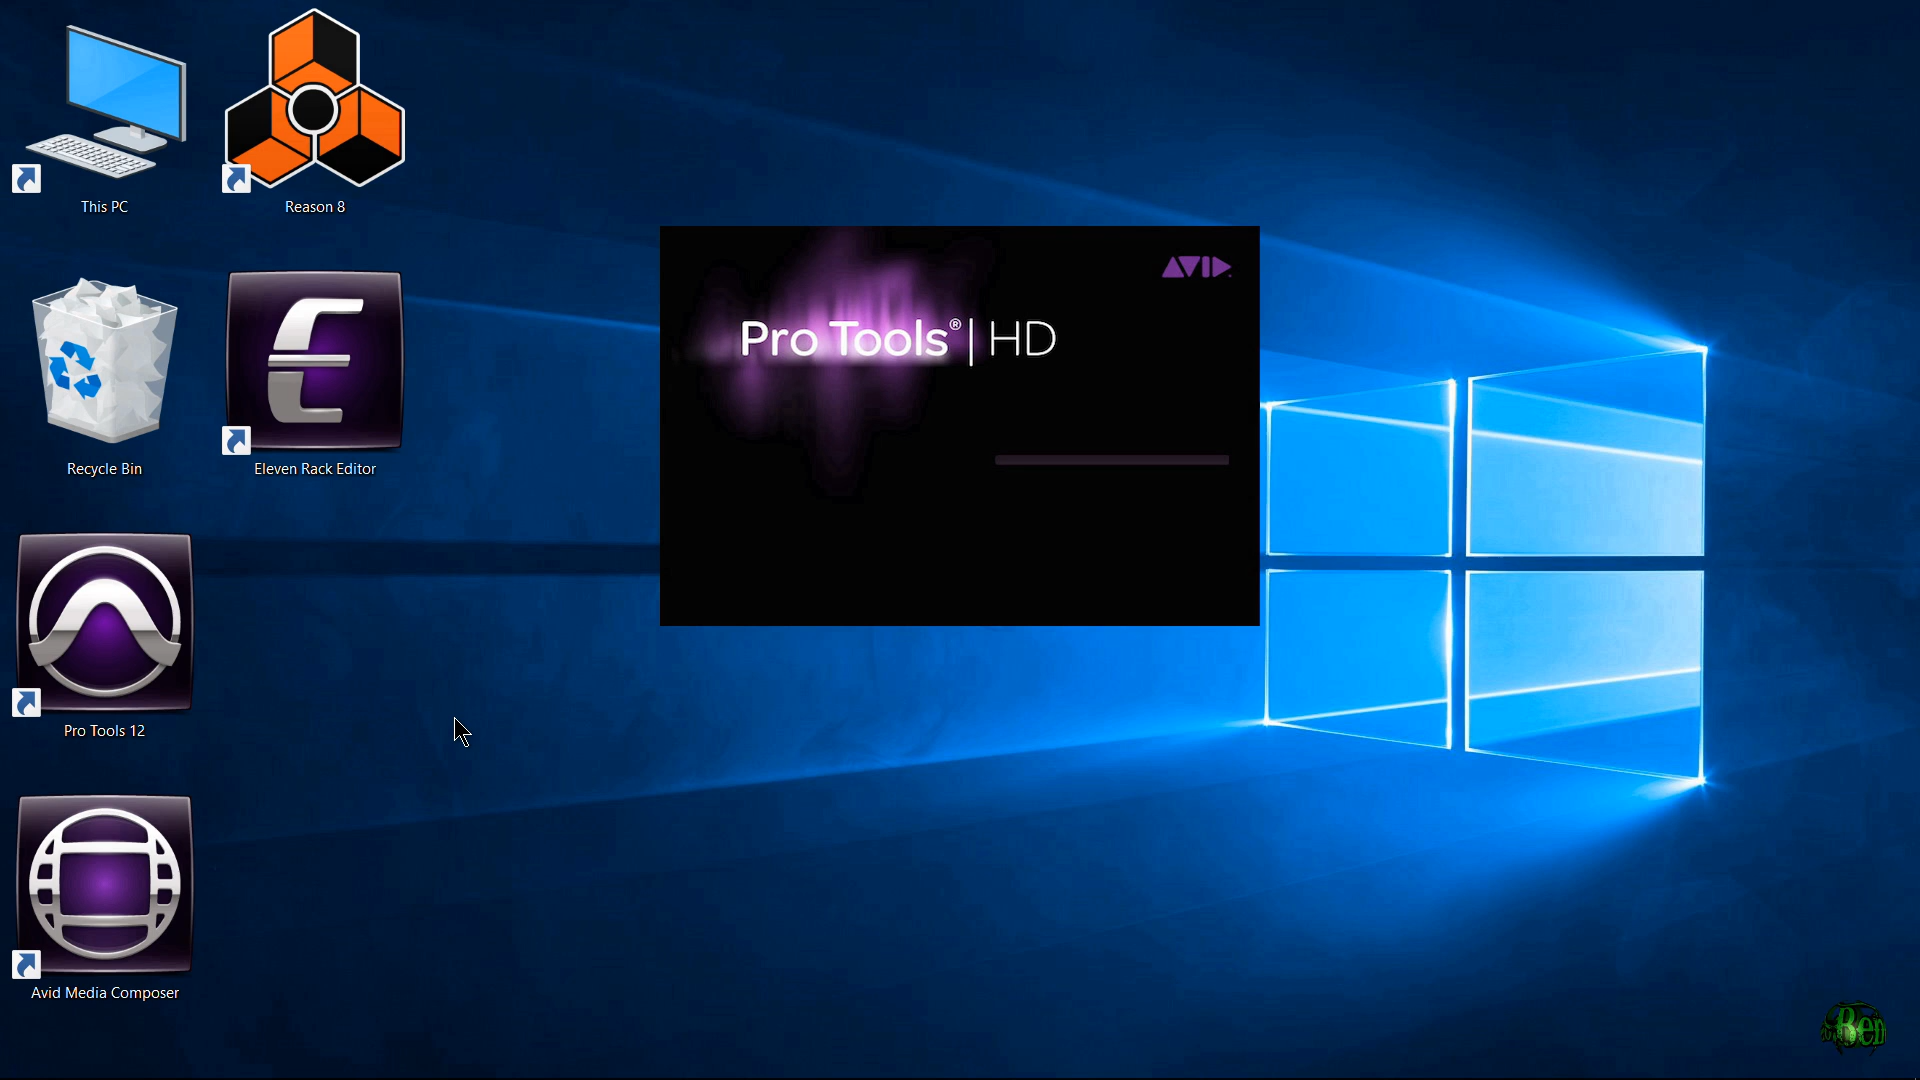 This PC
Reason 8
AVID
Pro Tools® | HD
Recycle Bin
Eleven Rack Editor
Pro Tools 12
Avid Media Composer
Ben